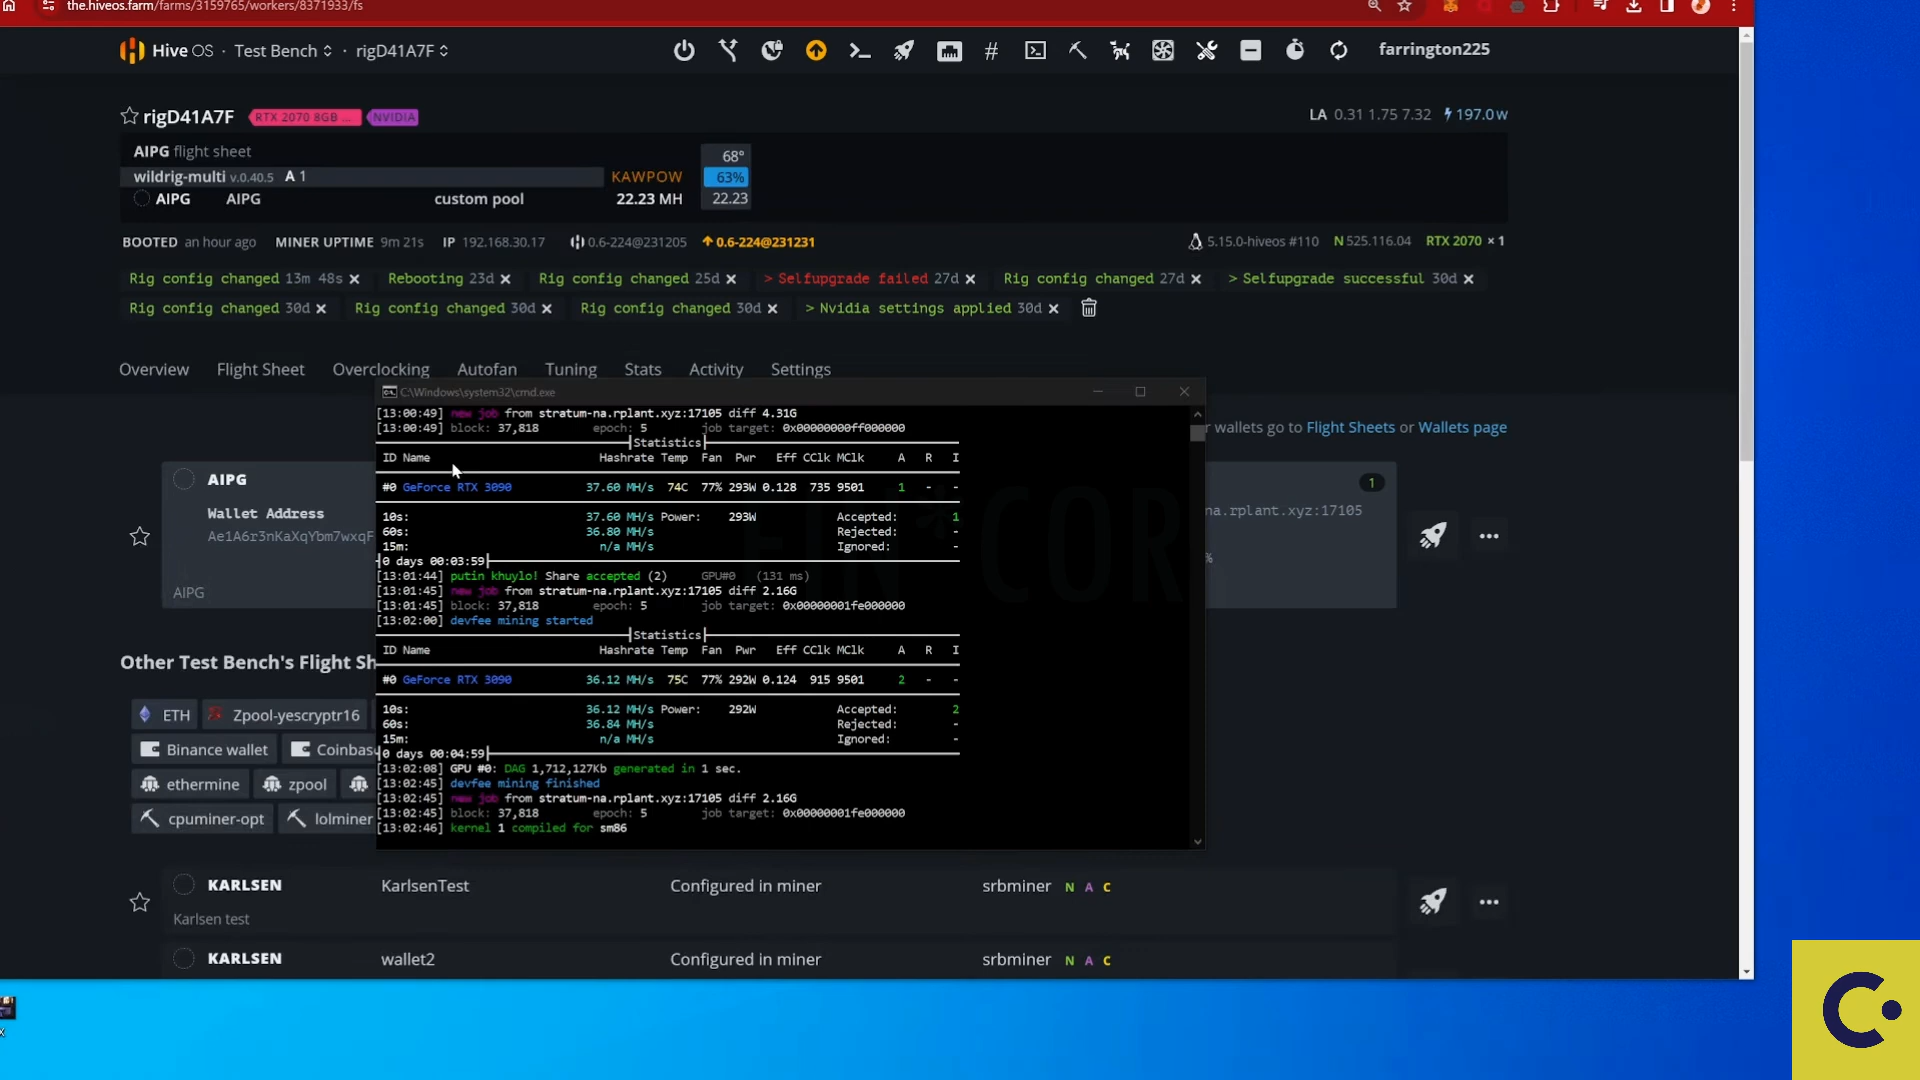 the.hiveos.farm/farms/3159765/workers/8371933/fs
Hive OS · Test Bench · rigD41A7F
# farrington225
rigD41A7F RTX 2070 8GB ... NVIDIA
LA 0.31 1.75 7.32 197.0 w
AIPG flight sheet
68°
wildrig-multi v.0.40.5 A 1 KAWPOW 63%
AIPG AIPG custom pool 22.23 MH 22.23
BOOTED an hour ago MINER UPTIME 9m 21s IP 192.168.30.17 0.6-224@231205 0.6-224@231231
5.15.0-hiveos #110 N 525.116.04 RTX 2070 × 1
Rig config changed 13m 48s Rebooting 23d Rig config changed 25d > Selfupgrade failed 27d Rig config changed 27d > Selfupgrade successful 30d
Rig config changed 30d Rig config changed 30d Rig config changed 30d > Nvidia settings applied 30d
Overview Flight Sheet Overclocking Autofan Tuning Stats Activity Settings
C:\Windows\system32\cmd.exe
[13:00:49] new job from stratum-na.rplant.xyz:17105 diff 4.31G
[13:00:49] block: 37,818 epoch: 5 job target: 0x00000000ff000000
Statistics
ID Name Hashrate Temp Fan Pwr Eff CClk MClk A R I
#0 GeForce RTX 3090 37.60 MH/s 74C 77% 293W 0.128 735 9501 1 - -
10s: 37.60 MH/s Power: 293W Accepted: 1
60s: 36.80 MH/s Rejected: -
15m: n/a MH/s Ignored: -
0 days 00:03:59
[13:01:44] putin khuylo! Share accepted (2) GPU#0 (131 ms)
[13:01:45] new job from stratum-na.rplant.xyz:17105 diff 2.16G
[13:01:45] block: 37,818 epoch: 5 job target: 0x00000001fe000000
[13:02:00] devfee mining started
Statistics
ID Name Hashrate Temp Fan Pwr Eff CClk MClk A R I
#0 GeForce RTX 3090 36.12 MH/s 75C 77% 292W 0.124 915 9501 2 - -
10s: 36.12 MH/s Power: 292W Accepted: 2
60s: 36.84 MH/s Rejected: -
15m: n/a MH/s Ignored: -
0 days 00:04:59
[13:02:08] GPU #0: DAG 1,712,127Kb generated in 1 sec.
[13:02:45] devfee mining finished
[13:02:45] new job from stratum-na.rplant.xyz:17105 diff 2.16G
[13:02:45] block: 37,818 epoch: 5 job target: 0x00000001fe000000
[13:02:46] kernel 1 compiled for sm86
r wallets go to Flight Sheets or Wallets page
AIPG
Wallet Address
Ae1A6r3nKaXqYbm7wxqF
AIPG
1
na.rplant.xyz:17105
%
Other Test Bench's Flight Sh
ETH Zpool-yescryptr16
Binance wallet Coinbas
ethermine zpool
cpuminer-opt lolminer
KARLSEN KarlsenTest Configured in miner srbminer N A C
Karlsen test
KARLSEN wallet2 Configured in miner srbminer N A C